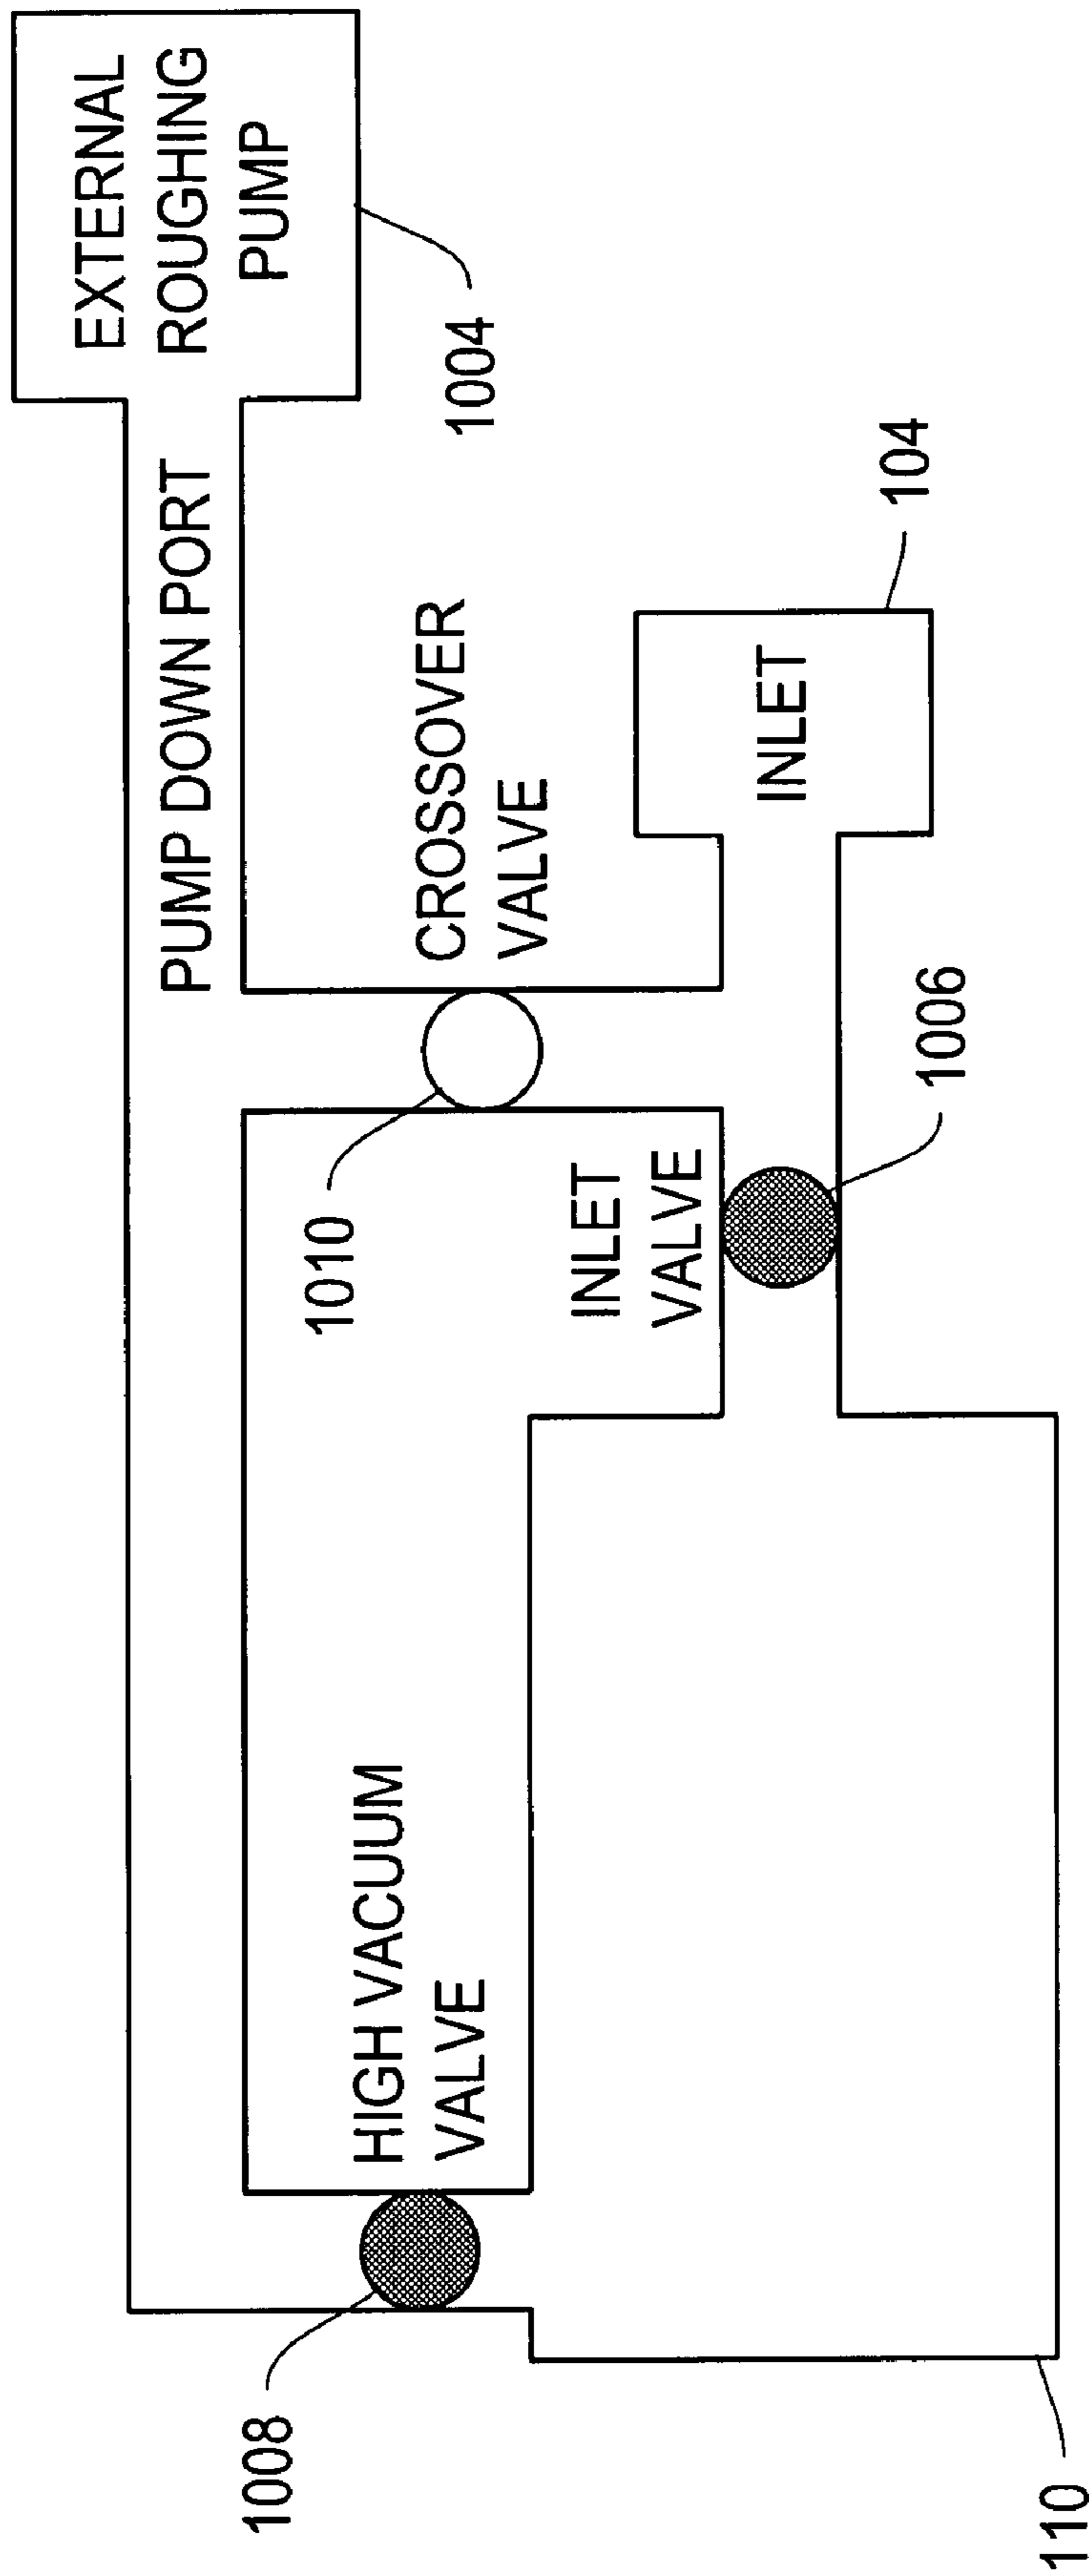 EXTERNAL
ROUGHING
PUMP
PUMP DOWN PORT
1004
CROSSOVER
VALVE
1010
104
INLET
INLET
VALVE
1006
HIGH VACUUM
VALVE
1008
110